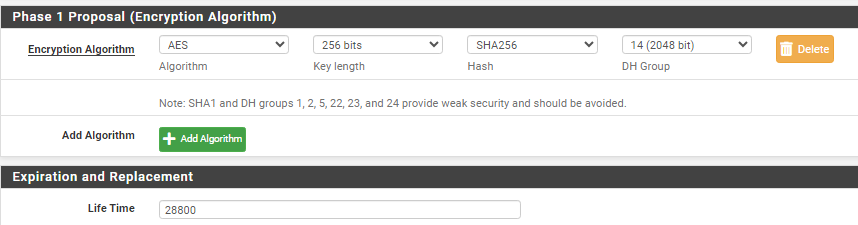 Phase 1 Proposal (Encryption Algorithm)
Encryption Algorithm AES 256 bits SHA256 14 (2048 bit) Delete
Algorithm Key length Hash DH Group
Note: SHA1 and DH groups 1, 2, 5, 22, 23, and 24 provide weak security and should be avoided.
Add Algorithm Add Algorithm
Expiration and Replacement
Life Time 28800